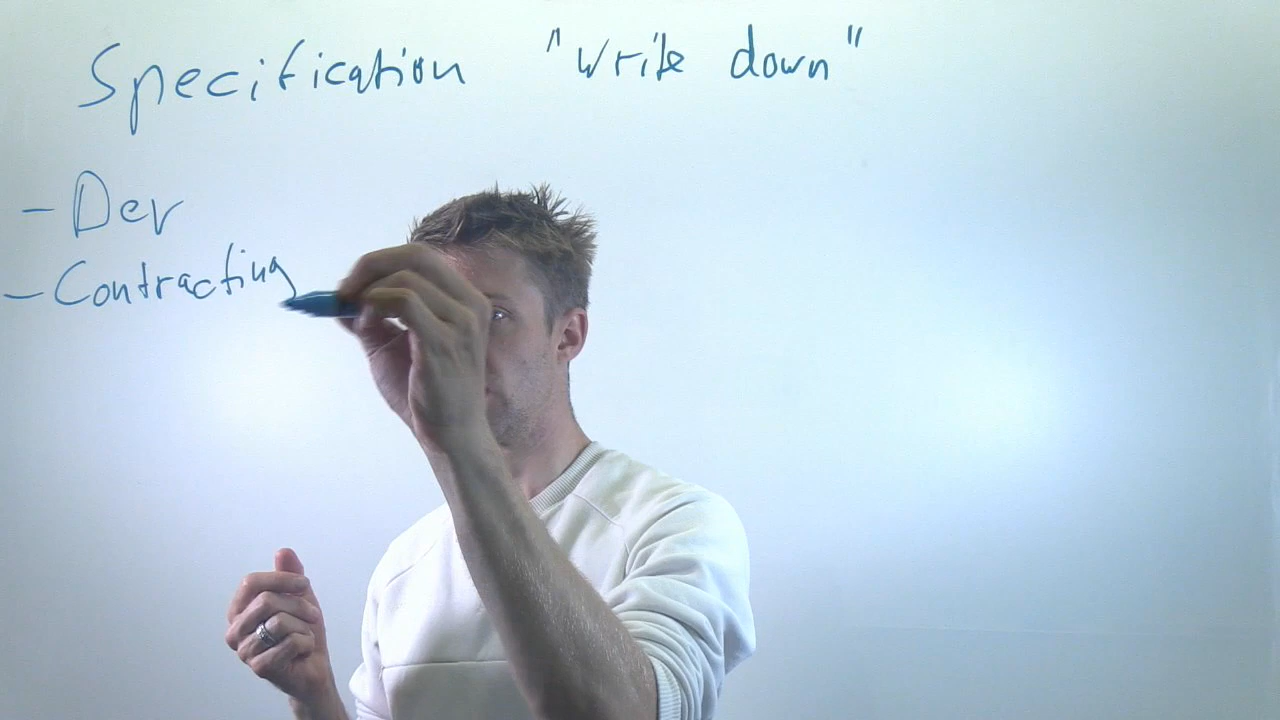 Specification "write down"
- Dev
- Contracting